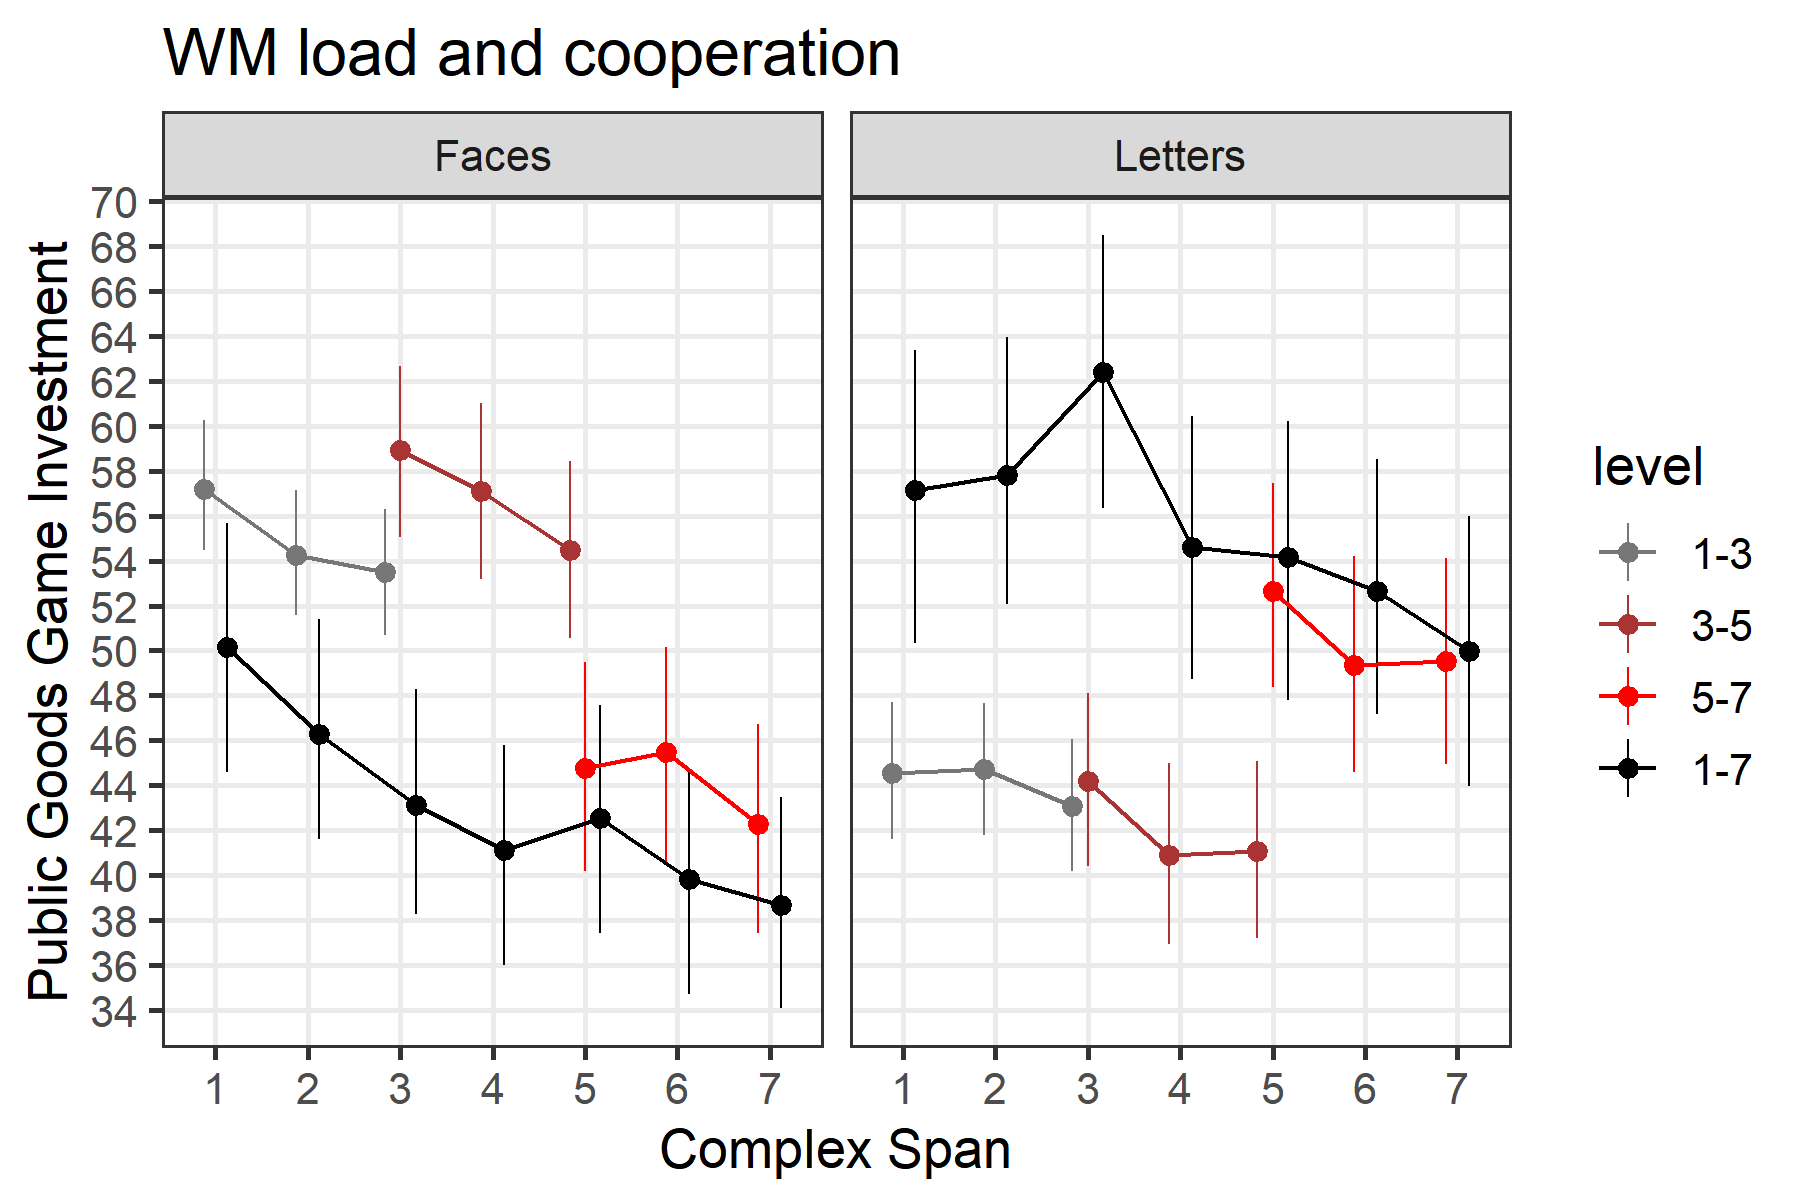 WM load and cooperation
Faces
Letters
Public Goods Game Investment
70
68
66
64
62
60
58
56
54
52
50
48
46
44
42
40
38
36
34
1 2 3 4 5 6 7
1 2 3 4 5 6 7
Complex Span
level
1-3
3-5
5-7
1-7